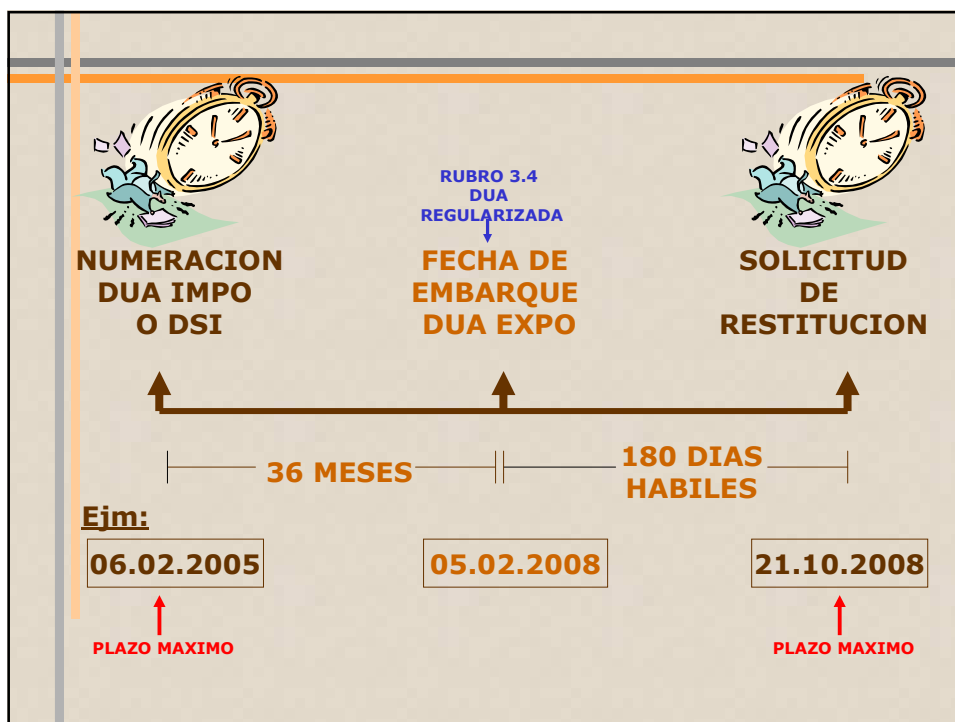 RUBRO 3.4
DUA
REGULARIZADA
NUMERACION
DUA IMPO
O DSI
FECHA DE
EMBARQUE
DUA EXPO
SOLICITUD
DE
RESTITUCION
36 MESES
180 DIAS
HABILES
Ejm:
06.02.2005
05.02.2008
21.10.2008
PLAZO MAXIMO
PLAZO MAXIMO